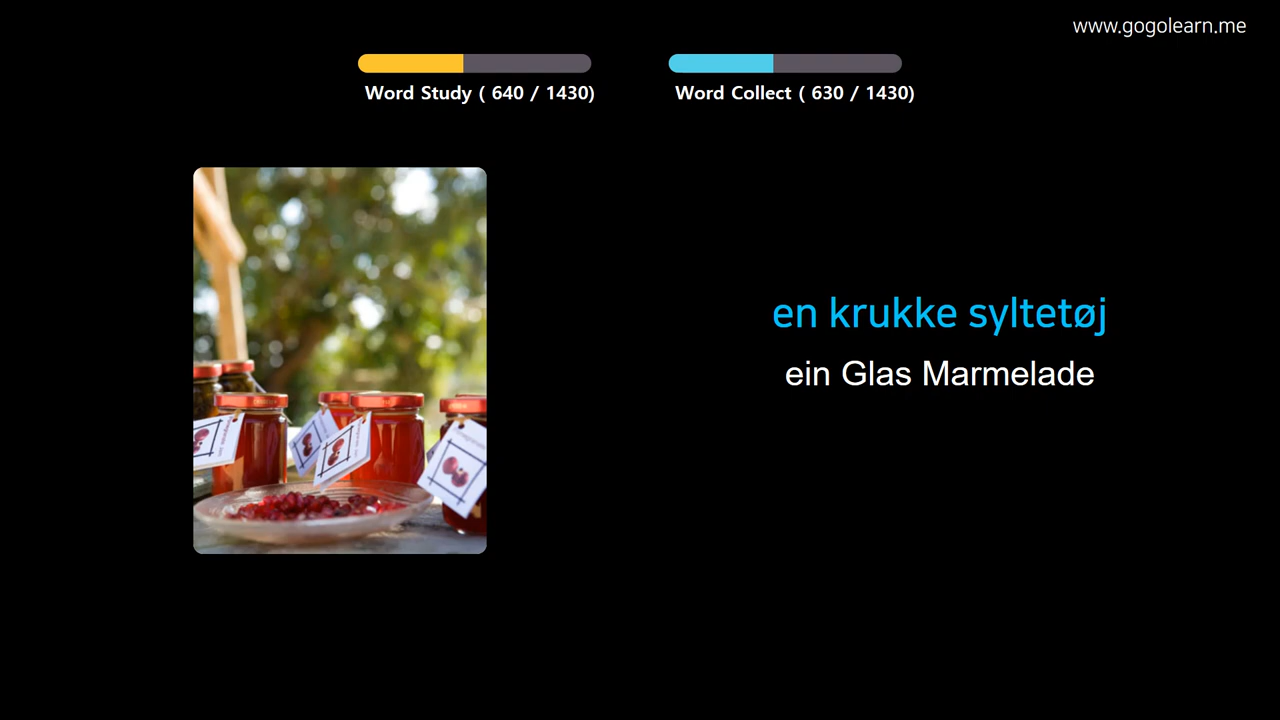 www.gogolearn.me
Word Study ( 640 / 1430)
Word Collect ( 630 / 1430)
en krukke syltetøj
ein Glas Marmelade